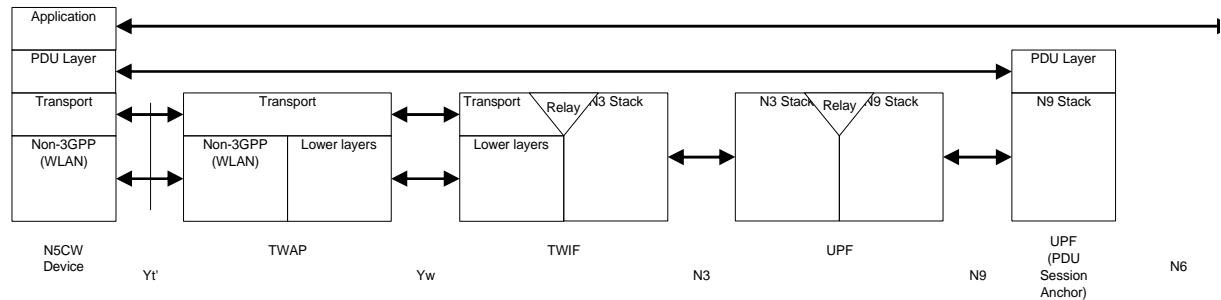 Application
PDU Layer
PDU Layer
Transport
Transport
Transport
Relay
N3 Stack
N3 Stack
Relay
N9 Stack
N9 Stack
Non-3GPP
(WLAN)
Non-3GPP
(WLAN)
Lower layers
Lower layers
N5CW
Device
Yt'
TWAP
Yw
TWIF
N3
UPF
N9
UPF
(PDU
Session
Anchor)
N6